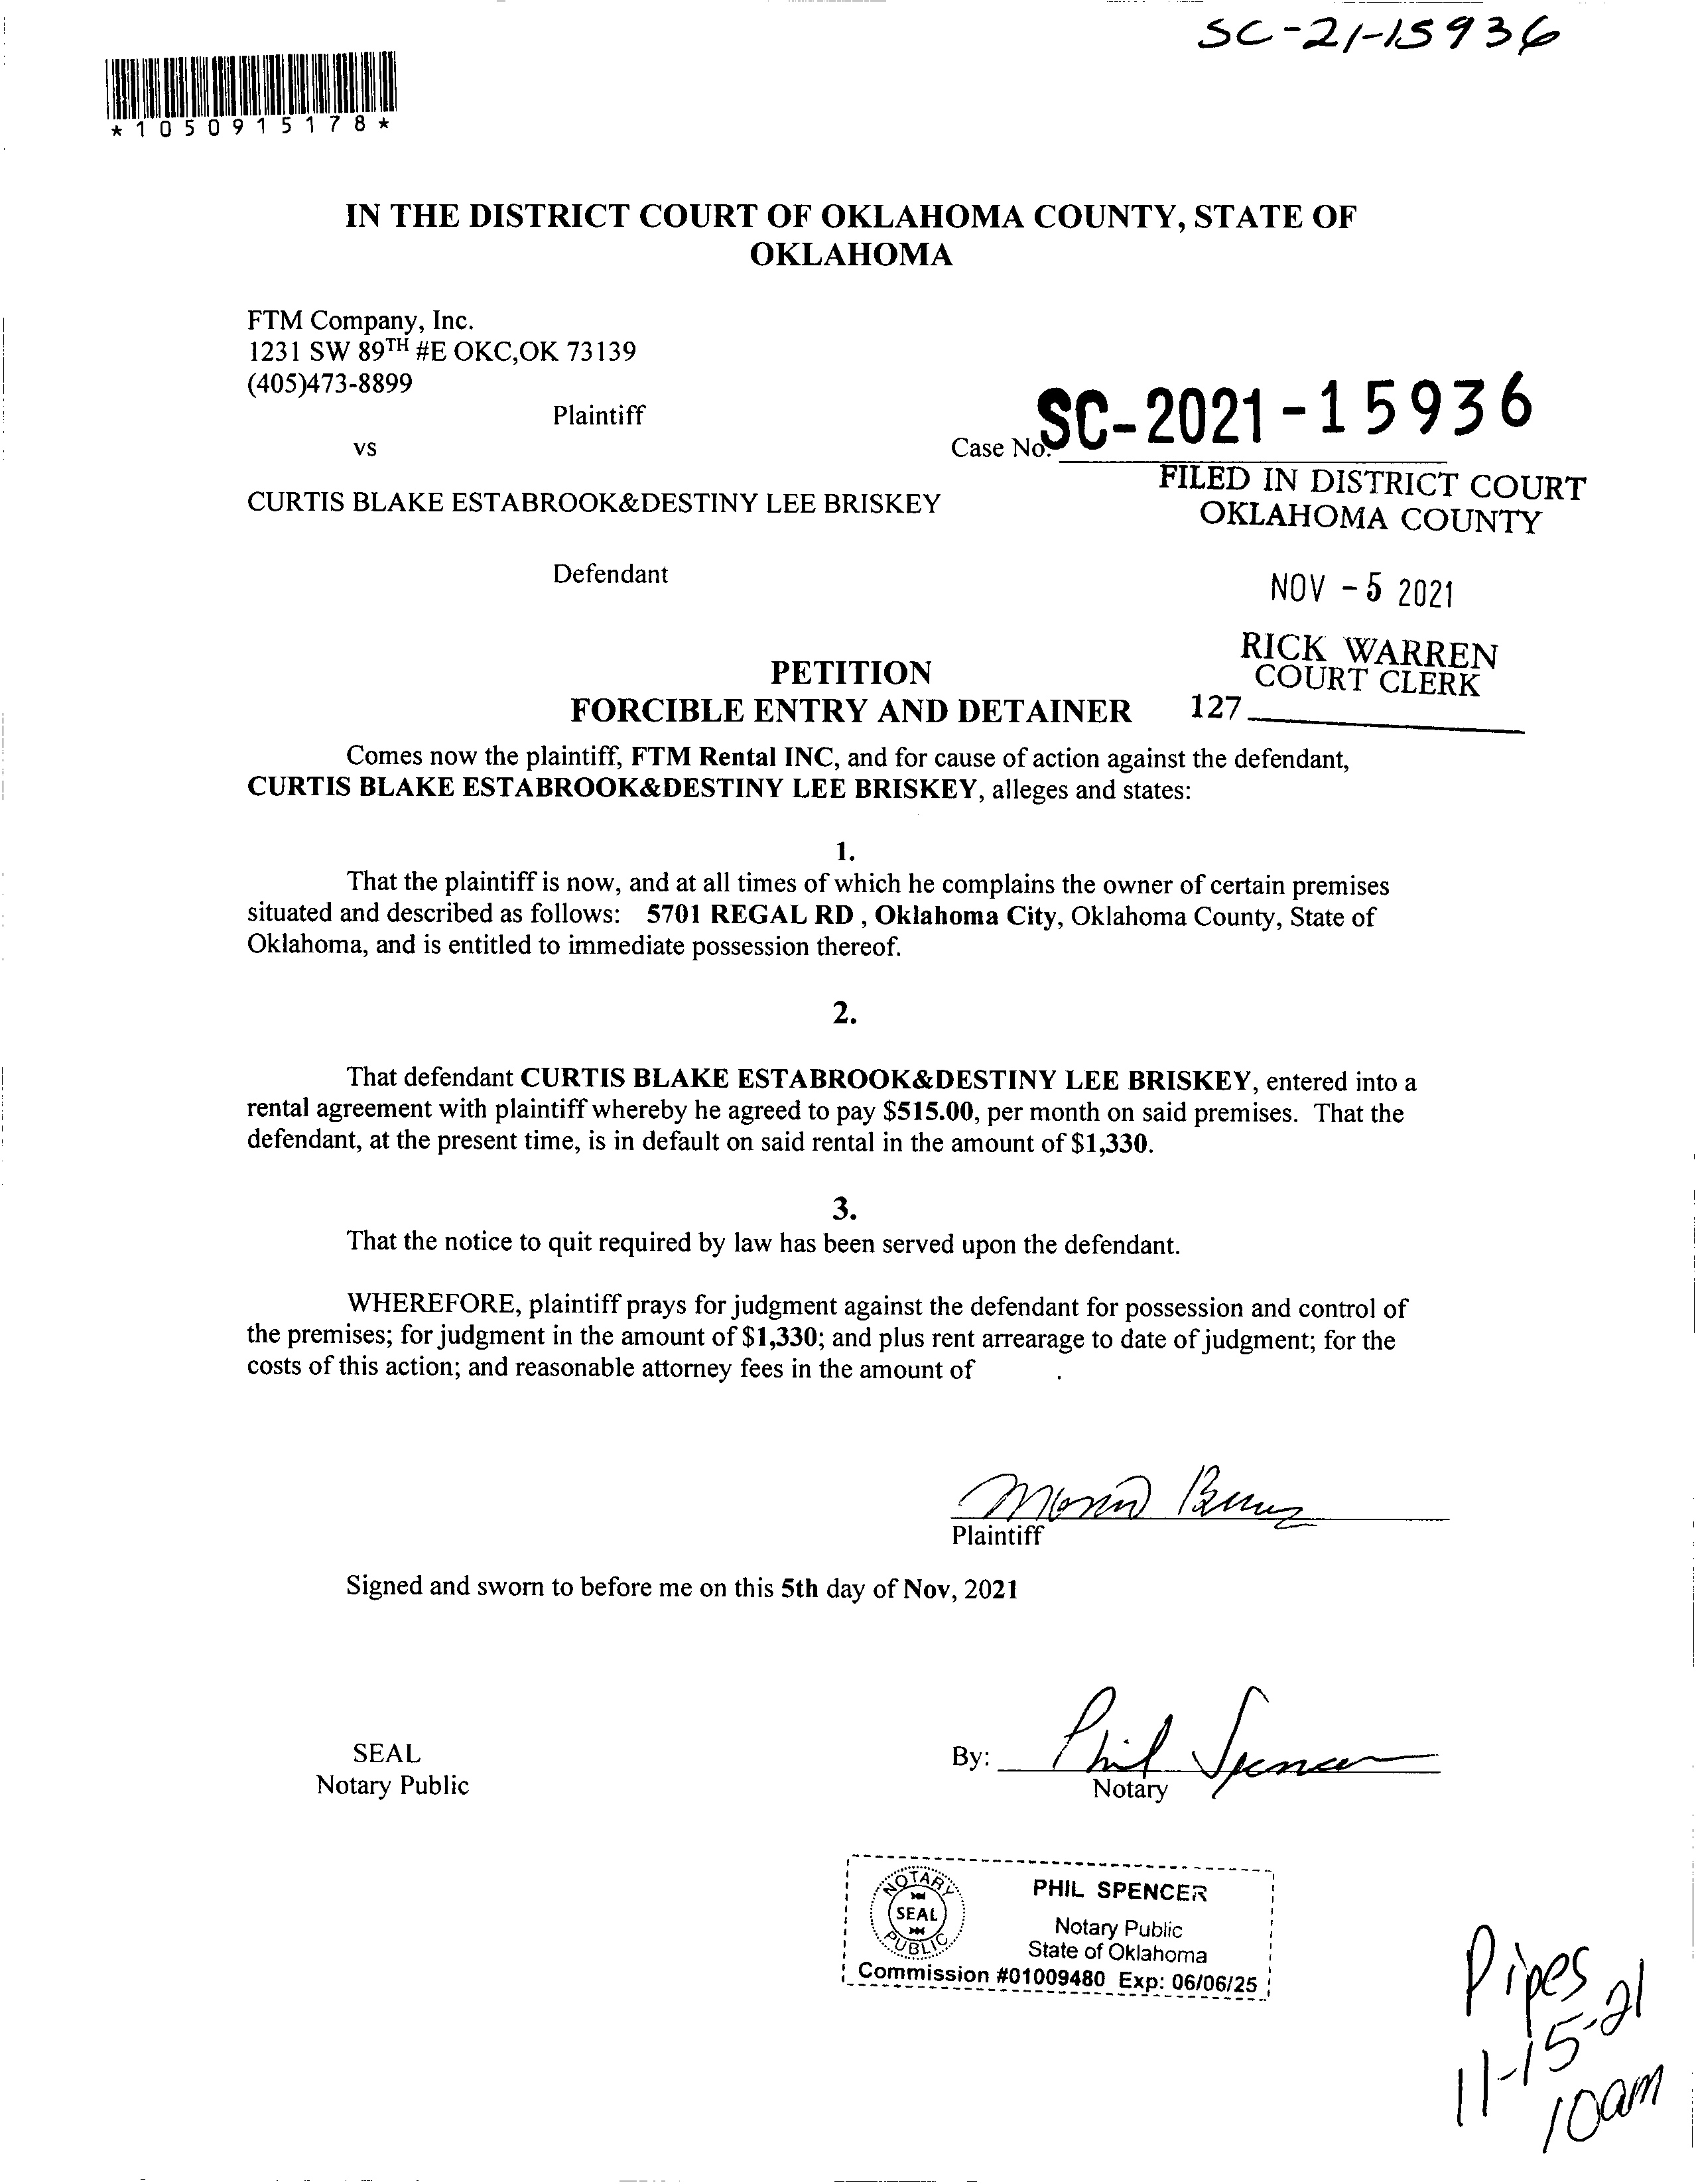 SC-21-15936
*1050915178*
IN THE DISTRICT COURT OF OKLAHOMA COUNTY, STATE OF
OKLAHOMA
FTM Company, Inc.
1231 SW 89TH #E OKC,OK 73139
(405)473-8899
Plaintiff
vs
Case No. SC-2021-15936
FILED IN DISTRICT COURT
OKLAHOMA COUNTY
CURTIS BLAKE ESTABROOK&DESTINY LEE BRISKEY
Defendant
NOV - 5 2021
RICK WARREN
COURT CLERK
127
PETITION
FORCIBLE ENTRY AND DETAINER
Comes now the plaintiff, FTM Rental INC, and for cause of action against the defendant,
CURTIS BLAKE ESTABROOK&DESTINY LEE BRISKEY, alleges and states:
1.
That the plaintiff is now, and at all times of which he complains the owner of certain premises
situated and described as follows: 5701 REGAL RD , Oklahoma City, Oklahoma County, State of
Oklahoma, and is entitled to immediate possession thereof.
2.
That defendant CURTIS BLAKE ESTABROOK&DESTINY LEE BRISKEY, entered into a
rental agreement with plaintiff whereby he agreed to pay $515.00, per month on said premises. That the
defendant, at the present time, is in default on said rental in the amount of $1,330.
3.
That the notice to quit required by law has been served upon the defendant.
WHEREFORE, plaintiff prays for judgment against the defendant for possession and control of
the premises; for judgment in the amount of $1,330; and plus rent arrearage to date of judgment; for the
costs of this action; and reasonable attorney fees in the amount of .
Plaintiff
Signed and sworn to before me on this 5th day of Nov, 2021
SEAL
Notary Public
By: Phil Spencer
Notary
NOTARY
SEAL
PUBLIC
PHIL SPENCER
Notary Public
State of Oklahoma
Commission #01009480 Exp: 06/06/25
Pipes
11-15-21
10am